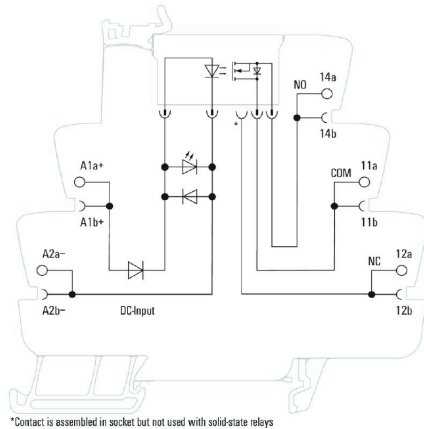 14a
NO
14b
*
A1a+
11a
COM
A1b+
11b
A2a–
12a
NC
A2b–
DC-Input
12b
*Contact is assembled in socket but not used with solid-state relays